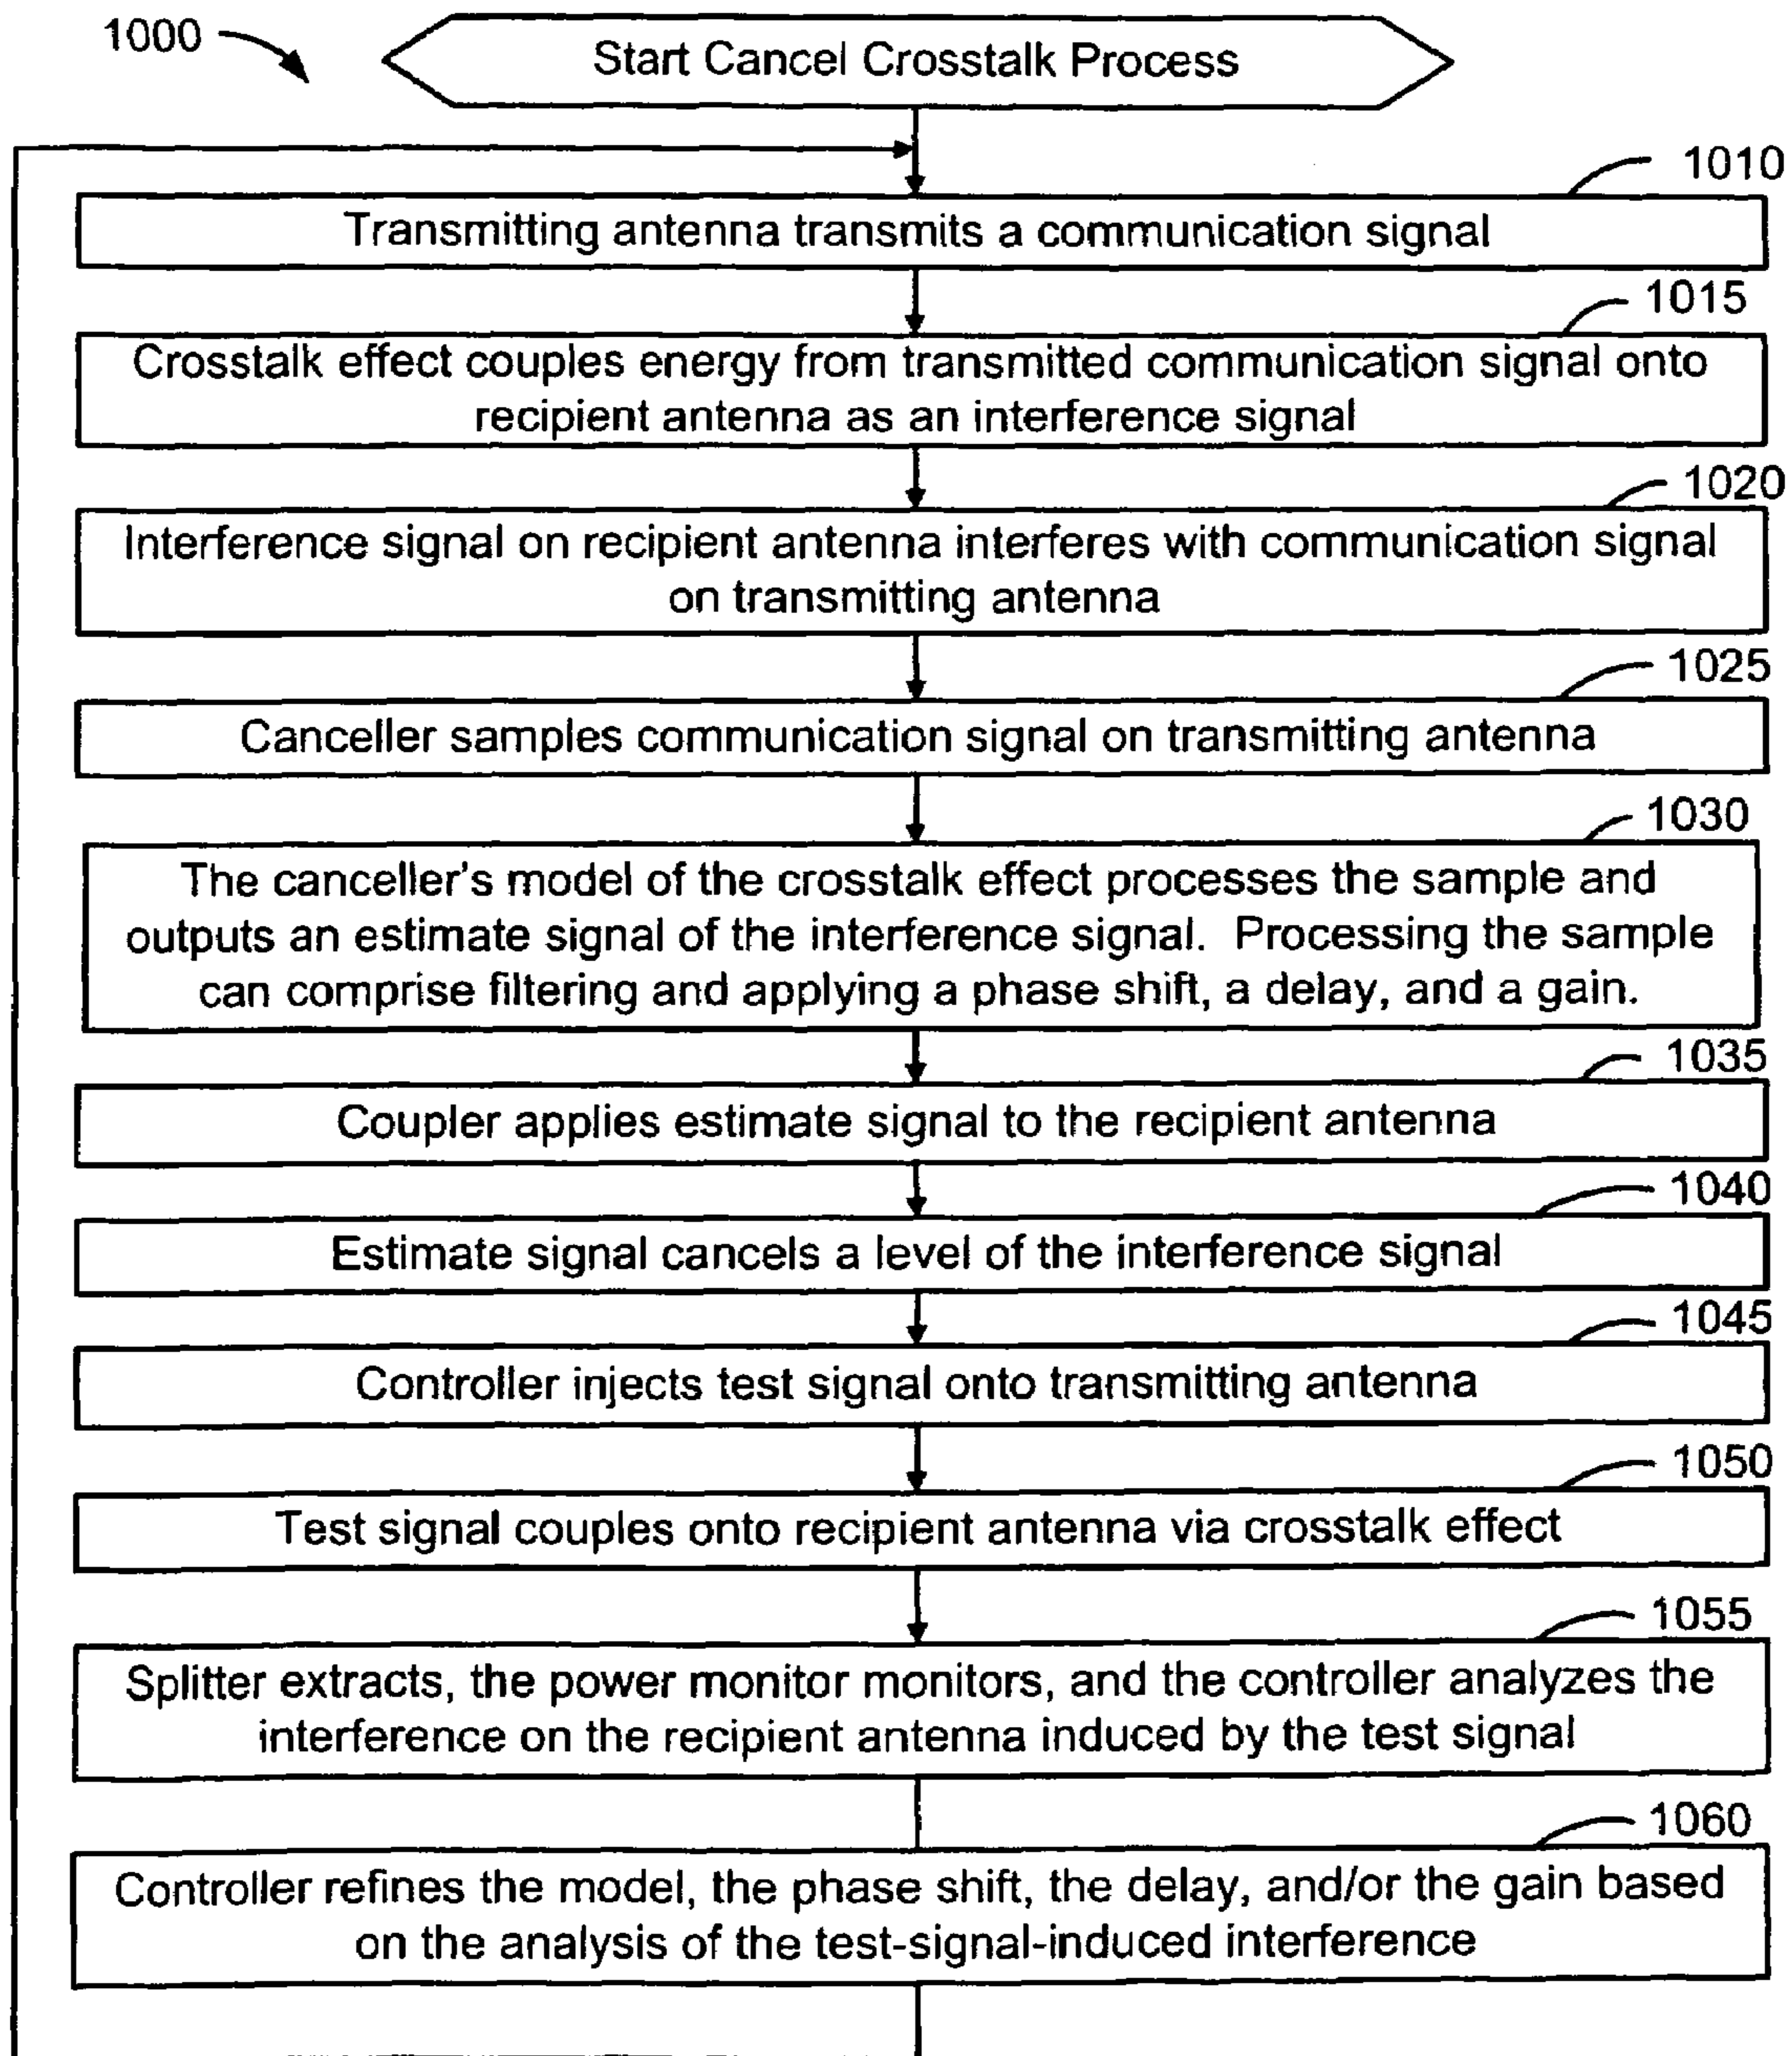 1000
Start Cancel Crosstalk Process
1010
Transmitting antenna transmits a communication signal
1015
Crosstalk effect couples energy from transmitted communication signal onto
recipient antenna as an interference signal
1020
Interference signal on recipient antenna interferes with communication signal
on transmitting antenna
1025
Canceller samples communication signal on transmitting antenna
1030
The canceller's model of the crosstalk effect processes the sample and
outputs an estimate signal of the interference signal. Processing the sample
can comprise filtering and applying a phase shift, a delay, and a gain.
1035
Coupler applies estimate signal to the recipient antenna
1040
Estimate signal cancels a level of the interference signal
1045
Controller injects test signal onto transmitting antenna
1050
Test signal couples onto recipient antenna via crosstalk effect
1055
Splitter extracts, the power monitor monitors, and the controller analyzes the
interference on the recipient antenna induced by the test signal
1060
Controller refines the model, the phase shift, the delay, and/or the gain based
on the analysis of the test-signal-induced interference